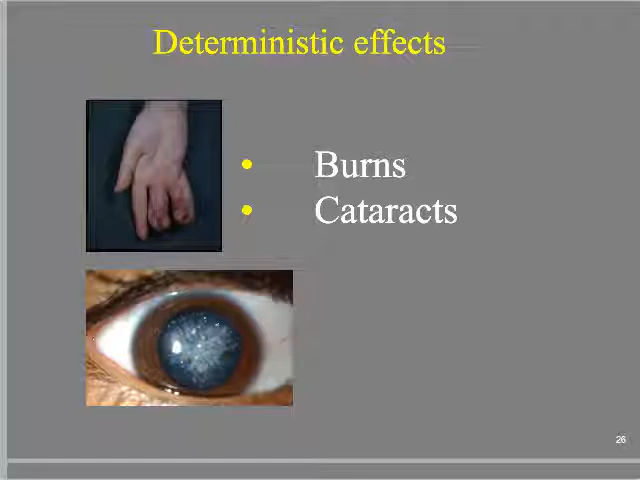 Deterministic effects
• Burns
• Cataracts
26